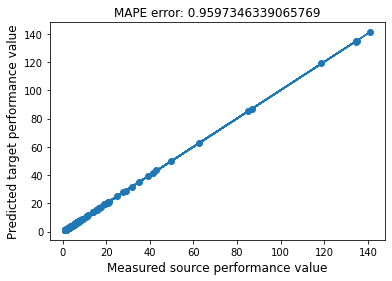 MAPE error: 0.9597346339065769
Predicted target performance value
140
120
100
80
60
40
20
0
0 20 40 60 80 100 120 140
Measured source performance value